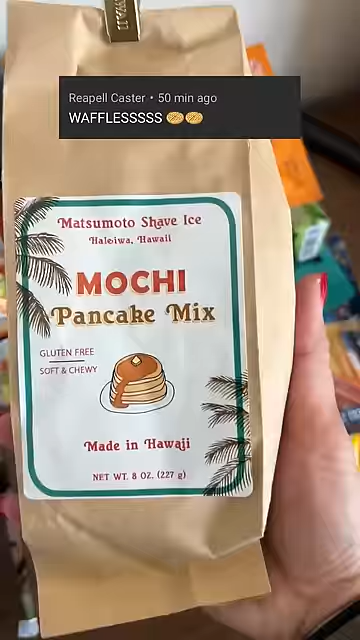 Reapell Caster • 50 min ago
WAFFLESSSSS 🧇🧇
Matsumoto Shave Ice
Haleiwa, Hawaii
MOCHI
Pancake Mix
GLUTEN FREE
SOFT & CHEWY
Made in Hawaii
NET WT. 8 OZ. (227 g)